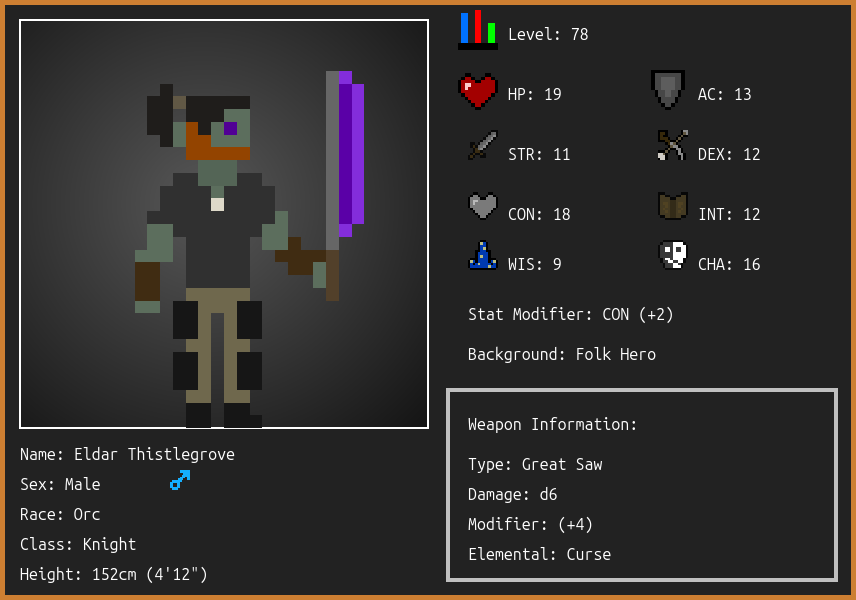 Level: 78
HP: 19
AC: 13
STR: 11
DEX: 12
CON: 18
INT: 12
WIS: 9
CHA: 16
Stat Modifier: CON (+2)
Background: Folk Hero
Weapon Information:
Type: Great Saw
Damage: d6
Modifier: (+4)
Elemental: Curse
Name: Eldar Thistlegrove
Sex: Male
Race: Orc
Class: Knight
Height: 152cm (4'12")